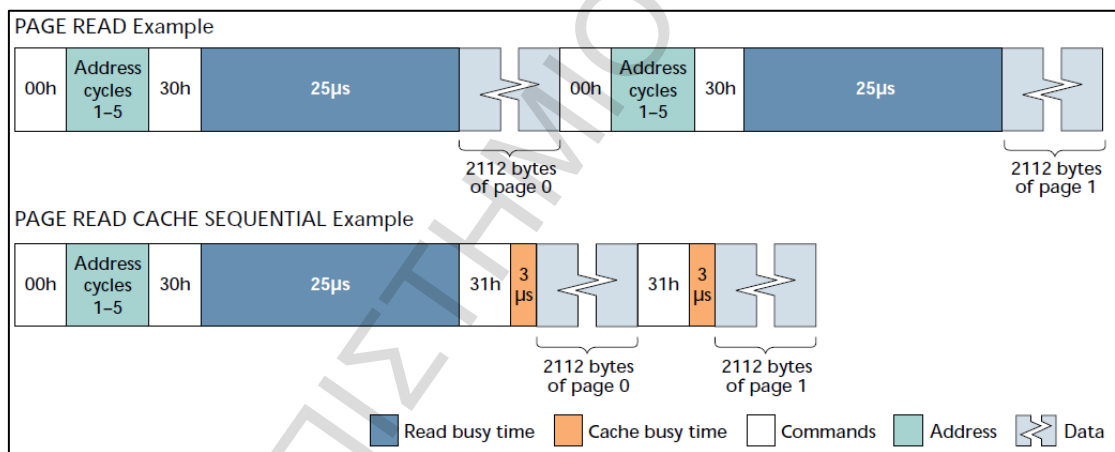 PAGE READ Example
00h
Address
cycles
1–5
30h
25µs
00h
Address
cycles
1–5
30h
25µs
2112 bytes
of page 0
2112 bytes
of page 1
PAGE READ CACHE SEQUENTIAL Example
00h
Address
cycles
1–5
30h
25µs
31h
3
µs
31h
3
µs
2112 bytes
of page 0
2112 bytes
of page 1
Read busy time
Cache busy time
Commands
Address
Data